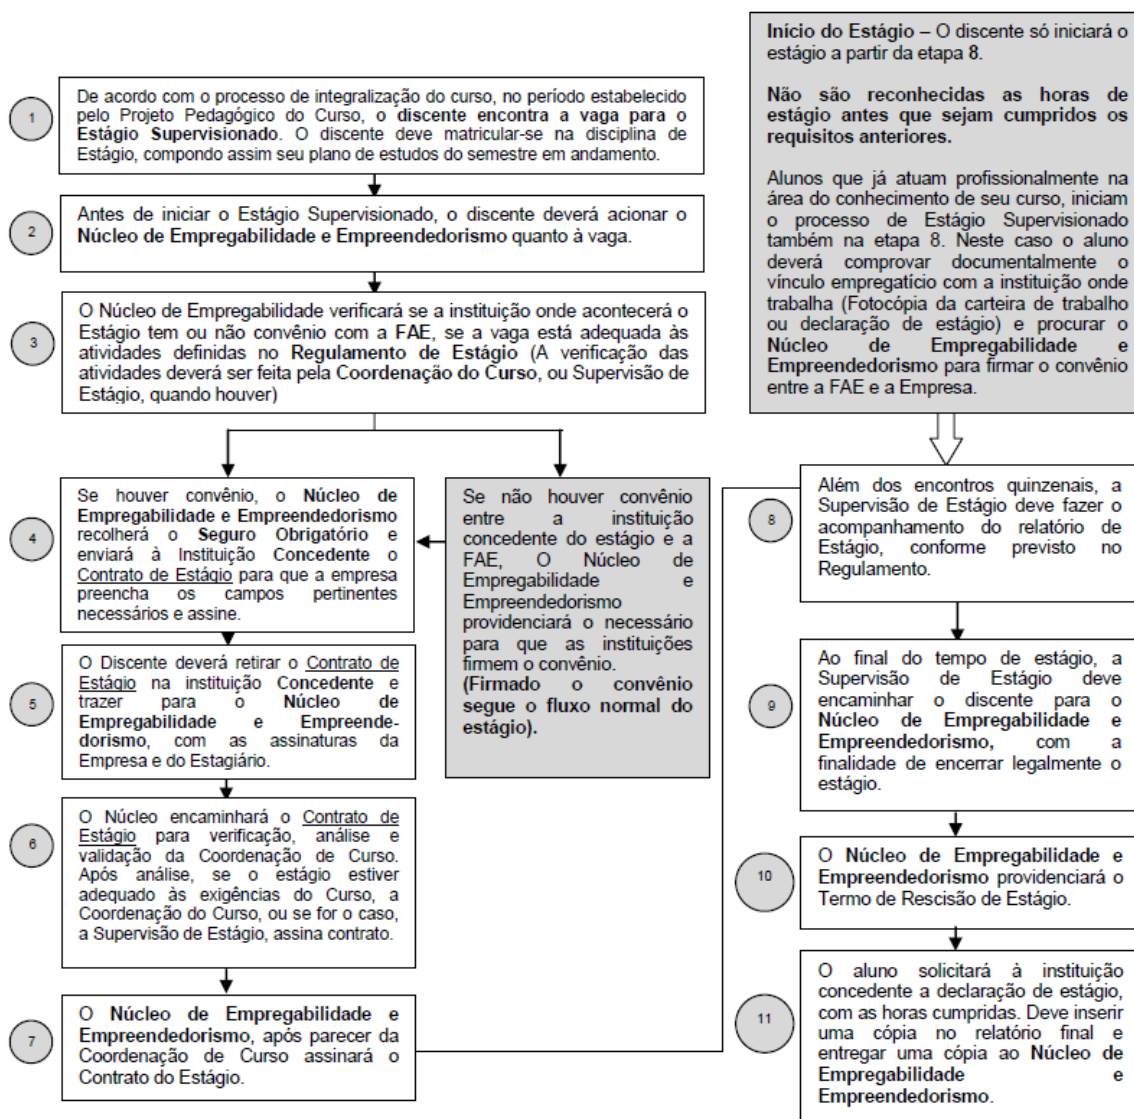 1
De acordo com o processo de integralização do curso, no período estabelecido
pelo Projeto Pedagógico do Curso, o discente encontra a vaga para o
Estágio Supervisionado. O discente deve matricular-se na disciplina de
Estágio, compondo assim seu plano de estudos do semestre em andamento.
2
Antes de iniciar o Estágio Supervisionado, o discente deverá acionar o
Núcleo de Empregabilidade e Empreendedorismo quanto à vaga.
3
O Núcleo de Empregabilidade verificará se a instituição onde acontecerá o
Estágio tem ou não convênio com a FAE, se a vaga está adequada às
atividades definidas no Regulamento de Estágio (A verificação das
atividades deverá ser feita pela Coordenação do Curso, ou Supervisão de
Estágio, quando houver)
4
Se houver convênio, o Núcleo de
Empregabilidade e Empreendedorismo
recolherá o Seguro Obrigatório e
enviará à Instituição Concedente o
Contrato de Estágio para que a empresa
preencha os campos pertinentes
necessários e assine.
Se não houver convênio
entre a instituição
concedente do estágio e a
FAE, O Núcleo de
Empregabilidade e
Empreendedorismo
providenciará o necessário
para que as instituições
firmem o convênio.
(Firmado o convênio
segue o fluxo normal do
estágio).
5
O Discente deverá retirar o Contrato de
Estágio na instituição Concedente e
trazer para o Núcleo de
Empregabilidade e Empreende-
dorismo, com as assinaturas da
Empresa e do Estagiário.
6
O Núcleo encaminhará o Contrato de
Estágio para verificação, análise e
validação da Coordenação de Curso.
Após análise, se o estágio estiver
adequado às exigências do Curso, a
Coordenação do Curso, ou se for o caso,
a Supervisão de Estágio, assina contrato.
7
O Núcleo de Empregabilidade e
Empreendedorismo, após parecer da
Coordenação de Curso assinará o
Contrato do Estágio.
Início do Estágio – O discente só iniciará o
estágio a partir da etapa 8.
Não são reconhecidas as horas de
estágio antes que sejam cumpridos os
requisitos anteriores.
Alunos que já atuam profissionalmente na
área do conhecimento de seu curso, iniciam
o processo de Estágio Supervisionado
também na etapa 8. Neste caso o aluno
deverá comprovar documentalmente o
vínculo empregatício com a instituição onde
trabalha (Fotocópia da carteira de trabalho
ou declaração de estágio) e procurar o
Núcleo de Empregabilidade e
Empreendedorismo para firmar o convênio
entre a FAE e a Empresa.
8
Além dos encontros quinzenais, a
Supervisão de Estágio deve fazer o
acompanhamento do relatório de
Estágio, conforme previsto no
Regulamento.
9
Ao final do tempo de estágio, a
Supervisão de Estágio deve
encaminhar o discente para o
Núcleo de Empregabilidade e
Empreendedorismo, com a
finalidade de encerrar legalmente o
estágio.
10
O Núcleo de Empregabilidade e
Empreendedorismo providenciará o
Termo de Rescisão de Estágio.
11
O aluno solicitará à instituição
concedente a declaração de estágio,
com as horas cumpridas. Deve inserir
uma cópia no relatório final e
entregar uma cópia ao Núcleo de
Empregabilidade e
Empreendedorismo.